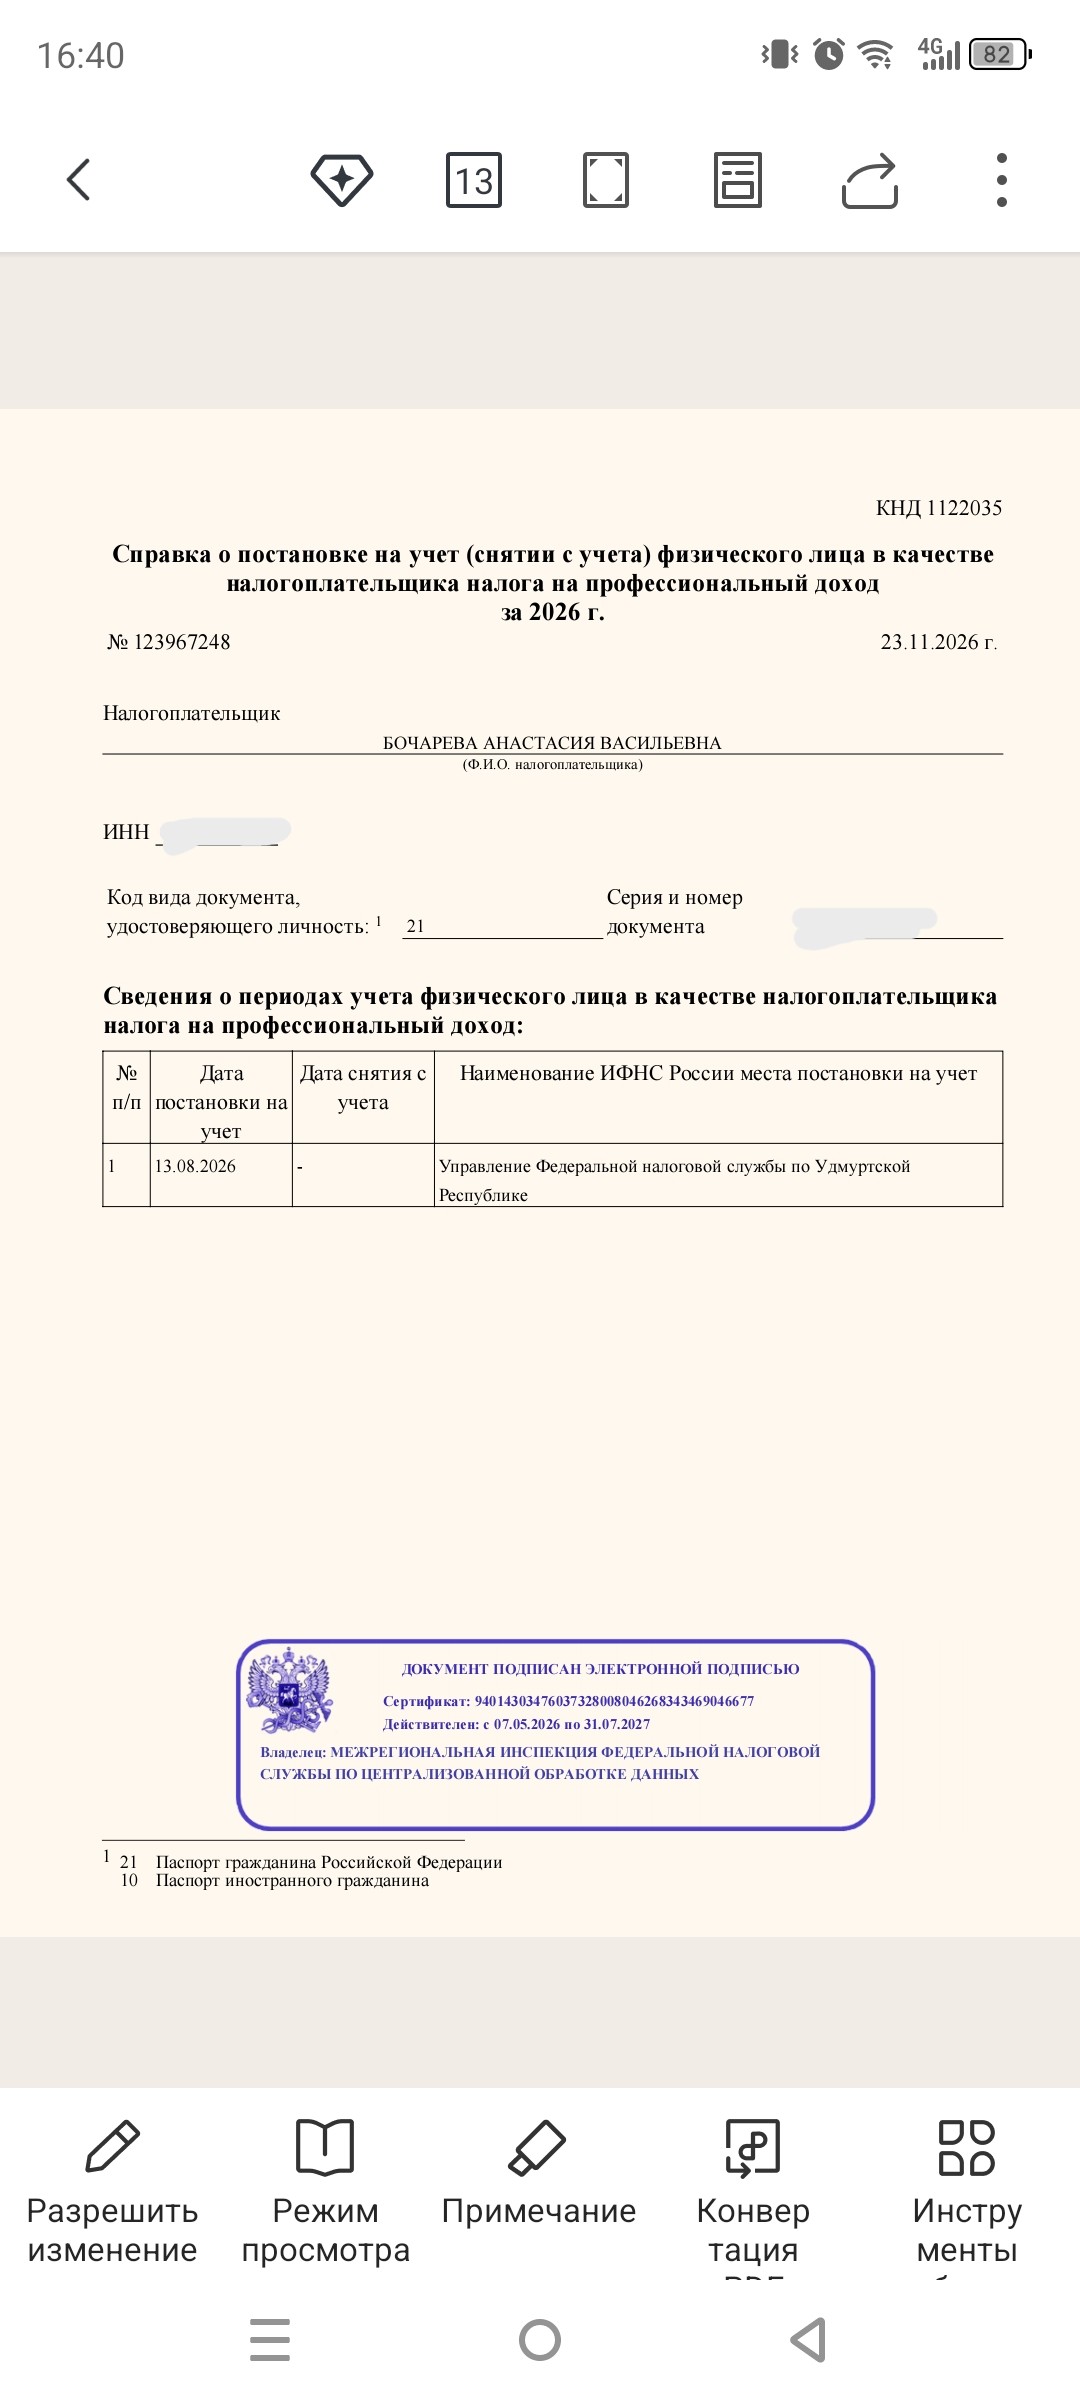 16:40
4G
82
13
КНД 1122035
Справка о постановке на учет (снятии с учета) физического лица в качестве
налогоплательщика налога на профессиональный доход
за 2026 г.
№ 123967248
23.11.2026 г.
Налогоплательщик
БОЧАРЕВА АНАСТАСИЯ ВАСИЛЬЕВНА
(Ф.И.О. налогоплательщика)
ИНН
Код вида документа,
удостоверяющего личность: 1
21
Серия и номер
документа
Сведения о периодах учета физического лица в качестве налогоплательщика
налога на профессиональный доход:
№
п/п
Дата
постановки на
учет
Дата снятия с
учета
Наименование ИФНС России места постановки на учет
1
13.08.2026
-
Управление Федеральной налоговой службы по Удмуртской
Республике
ДОКУМЕНТ ПОДПИСАН ЭЛЕКТРОННОЙ ПОДПИСЬЮ
Сертификат: 94014303476037328008046268343469046677
Действителен: с 07.05.2026 по 31.07.2027
Владелец: МЕЖРЕГИОНАЛЬНАЯ ИНСПЕКЦИЯ ФЕДЕРАЛЬНОЙ НАЛОГОВОЙ
СЛУЖБЫ ПО ЦЕНТРАЛИЗОВАННОЙ ОБРАБОТКЕ ДАННЫХ
1 21 Паспорт гражданина Российской Федерации
10 Паспорт иностранного гражданина
Разрешить
изменение
Режим
просмотра
Примечание
Конвер
тация
Инстру
менты